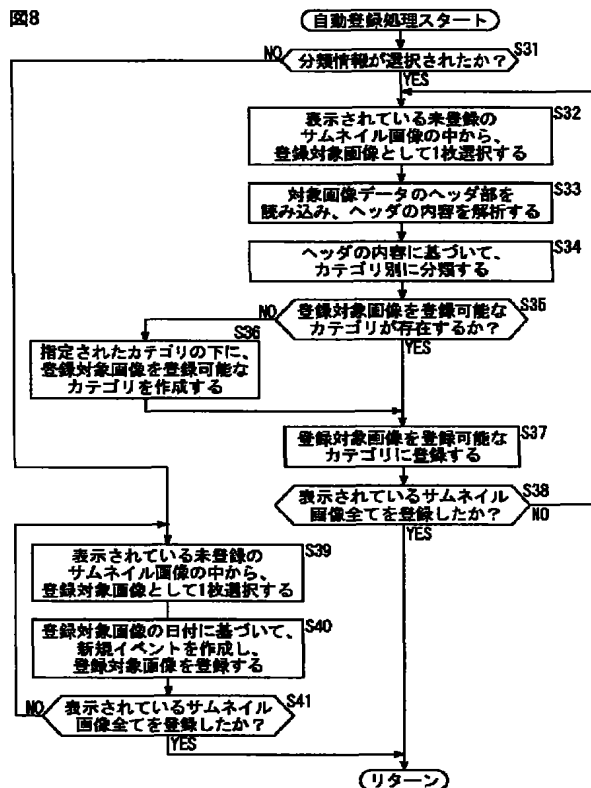 図8
自動登録処理スタート
分類情報が選択されたか?
S31
NO
YES
表示されている未登録の
サムネイル画像の中から、
登録対象画像として1枚選択する
S32
対象画像データのヘッダ部を
読み込み、ヘッダの内容を解析する
S33
ヘッダの内容に基づいて、
カテゴリ別に分類する
S34
登録対象画像を登録可能な
カテゴリが存在するか?
S35
NO
YES
S36
指定されたカテゴリの下に、
登録対象画像を登録可能な
カテゴリを作成する
登録対象画像を登録可能な
カテゴリに登録する
S37
表示されているサムネイル
画像全てを登録したか?
S38
NO
YES
表示されている未登録の
サムネイル画像の中から、
登録対象画像として1枚選択する
S39
登録対象画像の日付に基づいて、
新規イベントを作成し、
登録対象画像を登録する
S40
表示されているサムネイル
画像全てを登録したか?
S41
NO
YES
リターン